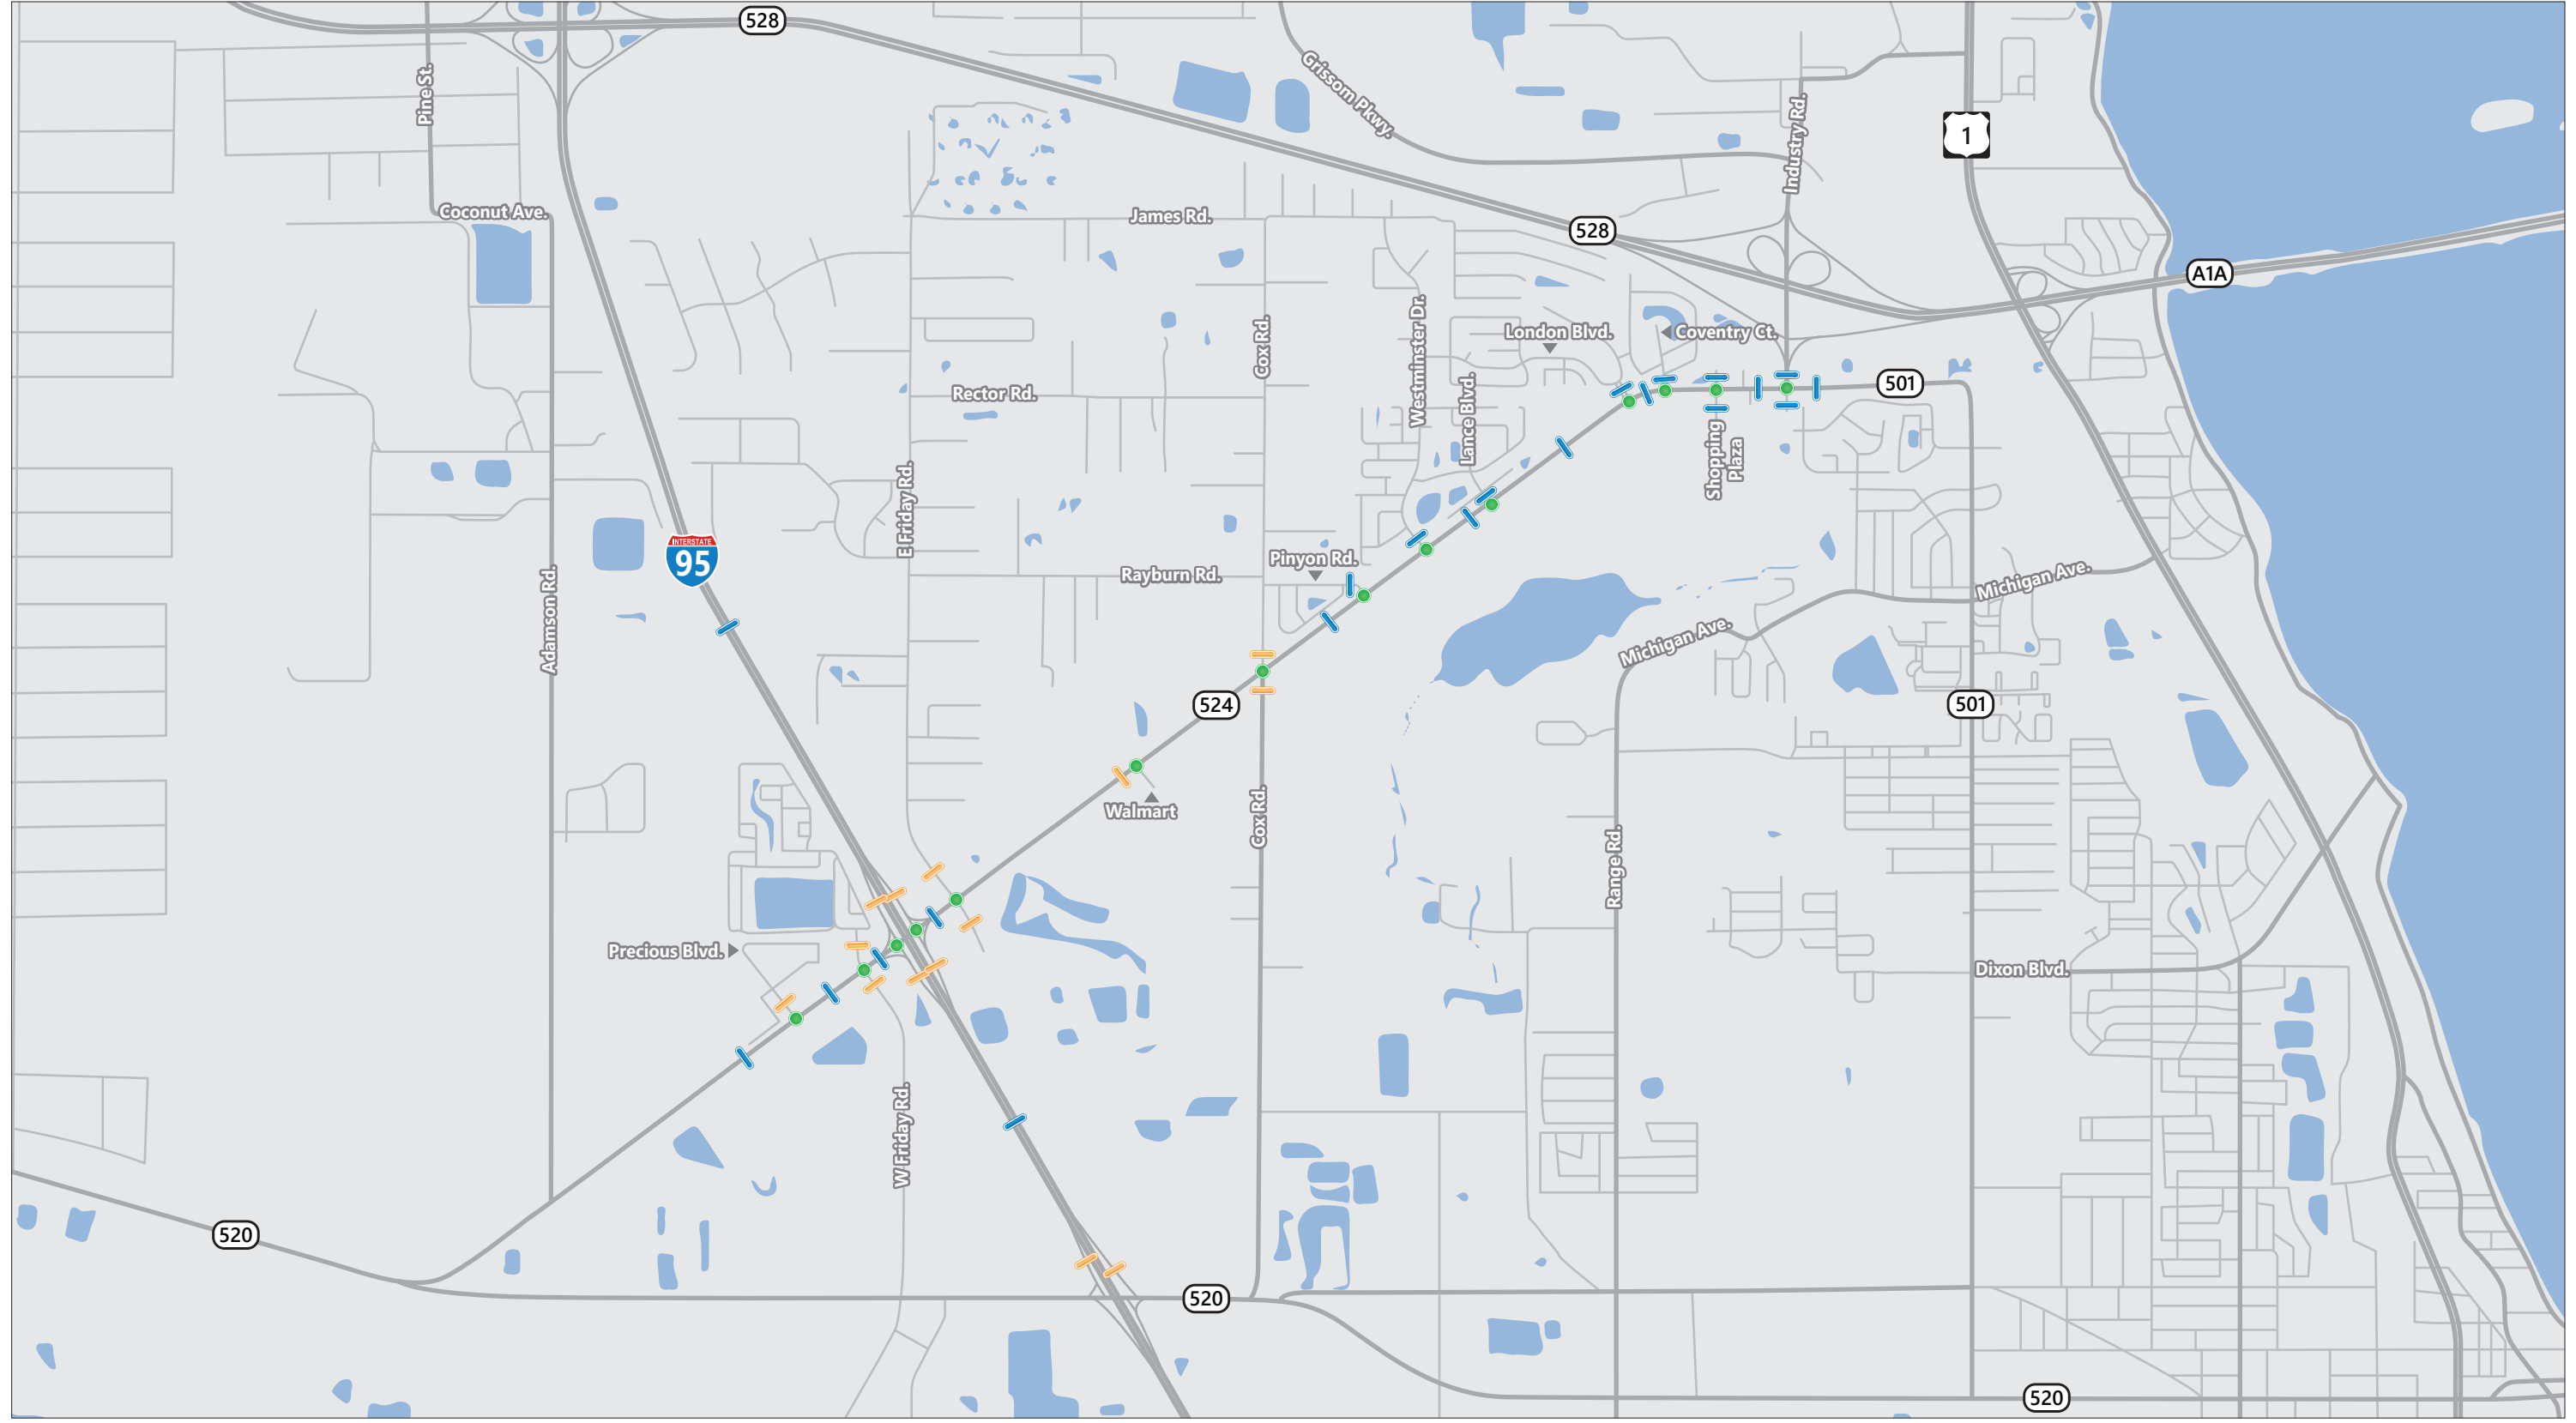 528
Pine St.
Grissom Pkwy.
Industry Rd.
1
Coconut Ave.
James Rd.
528
A1A
Cox Rd.
Westminster Dr.
London Blvd.
Coventry Ct.
Rector Rd.
Lance Blvd.
501
Shopping
Plaza
E Friday Rd.
INTERSTATE
95
Adamson Rd.
Rayburn Rd.
Pinyon Rd.
Michigan Ave.
Michigan Ave.
524
501
Walmart
Cox Rd.
Range Rd.
Precious Blvd.
Dixon Blvd.
W Friday Rd.
520
520
520